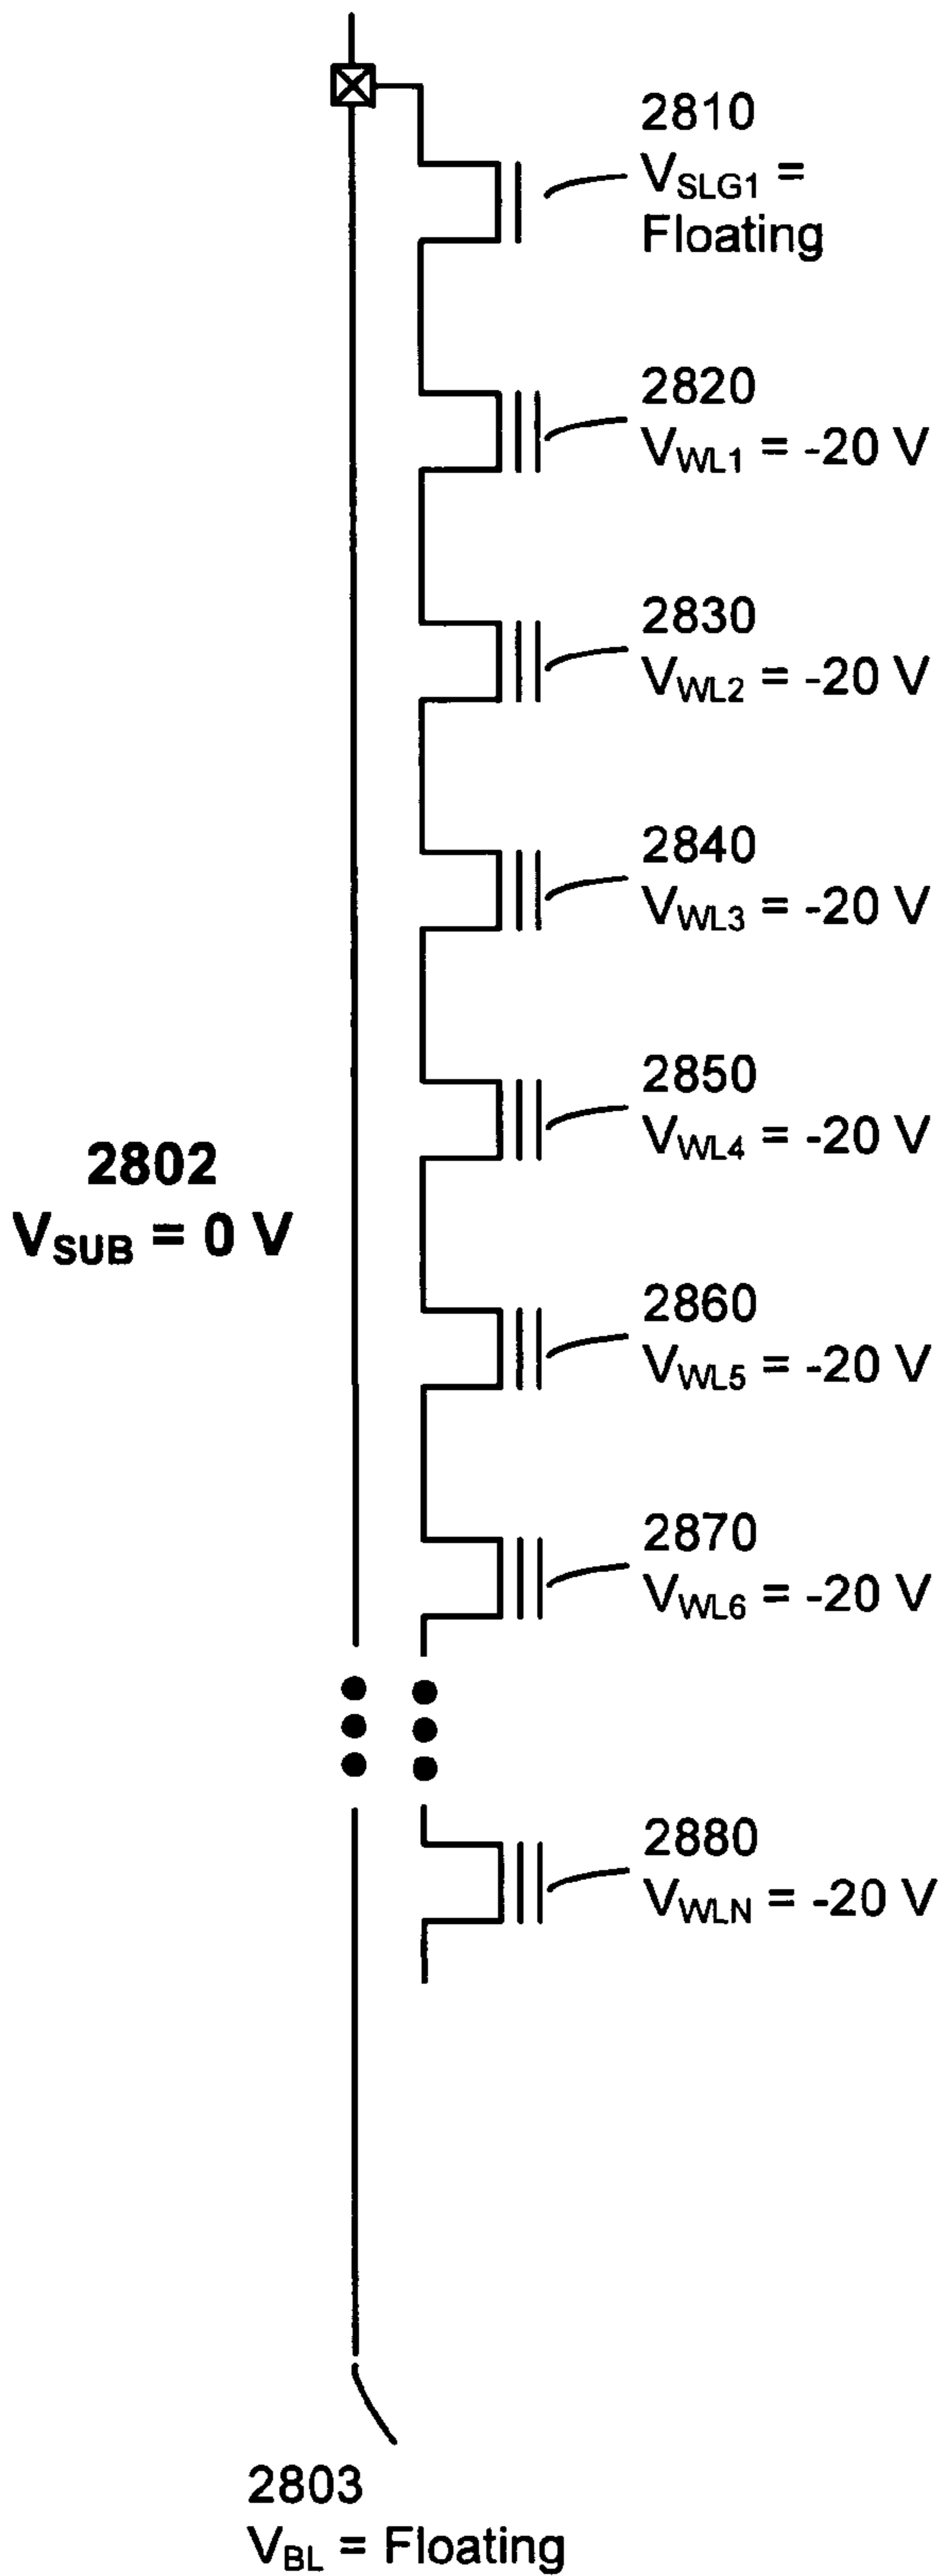 2810
VSLG1 =
Floating
2820
VWL1 = -20 V
2830
VWL2 = -20 V
2840
VWL3 = -20 V
2850
VWL4 = -20 V
2802
VSUB = 0 V
2860
VWL5 = -20 V
2870
VWL6 = -20 V
2880
VWLN = -20 V
2803
VBL = Floating